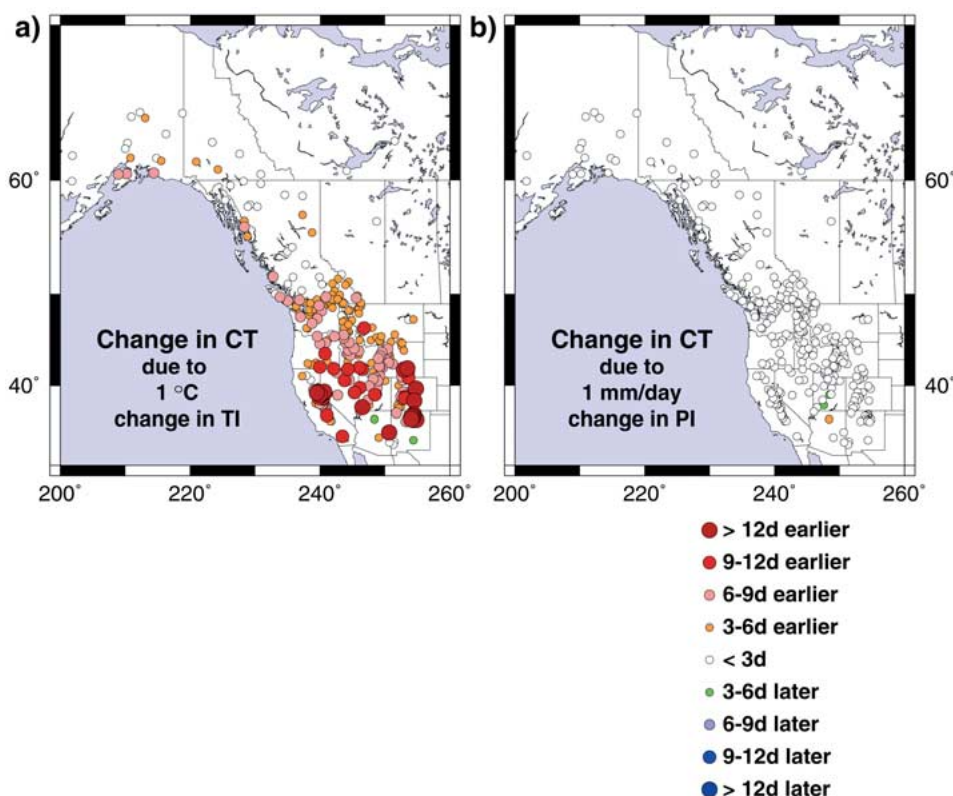 a)
b)
60°
60°
40°
40°
Change in CT
due to
1 °C
change in TI
Change in CT
due to
1 mm/day
change in PI
200°
220°
240°
260°
200°
220°
240°
260°
> 12d earlier
9-12d earlier
6-9d earlier
3-6d earlier
< 3d
3-6d later
6-9d later
9-12d later
> 12d later